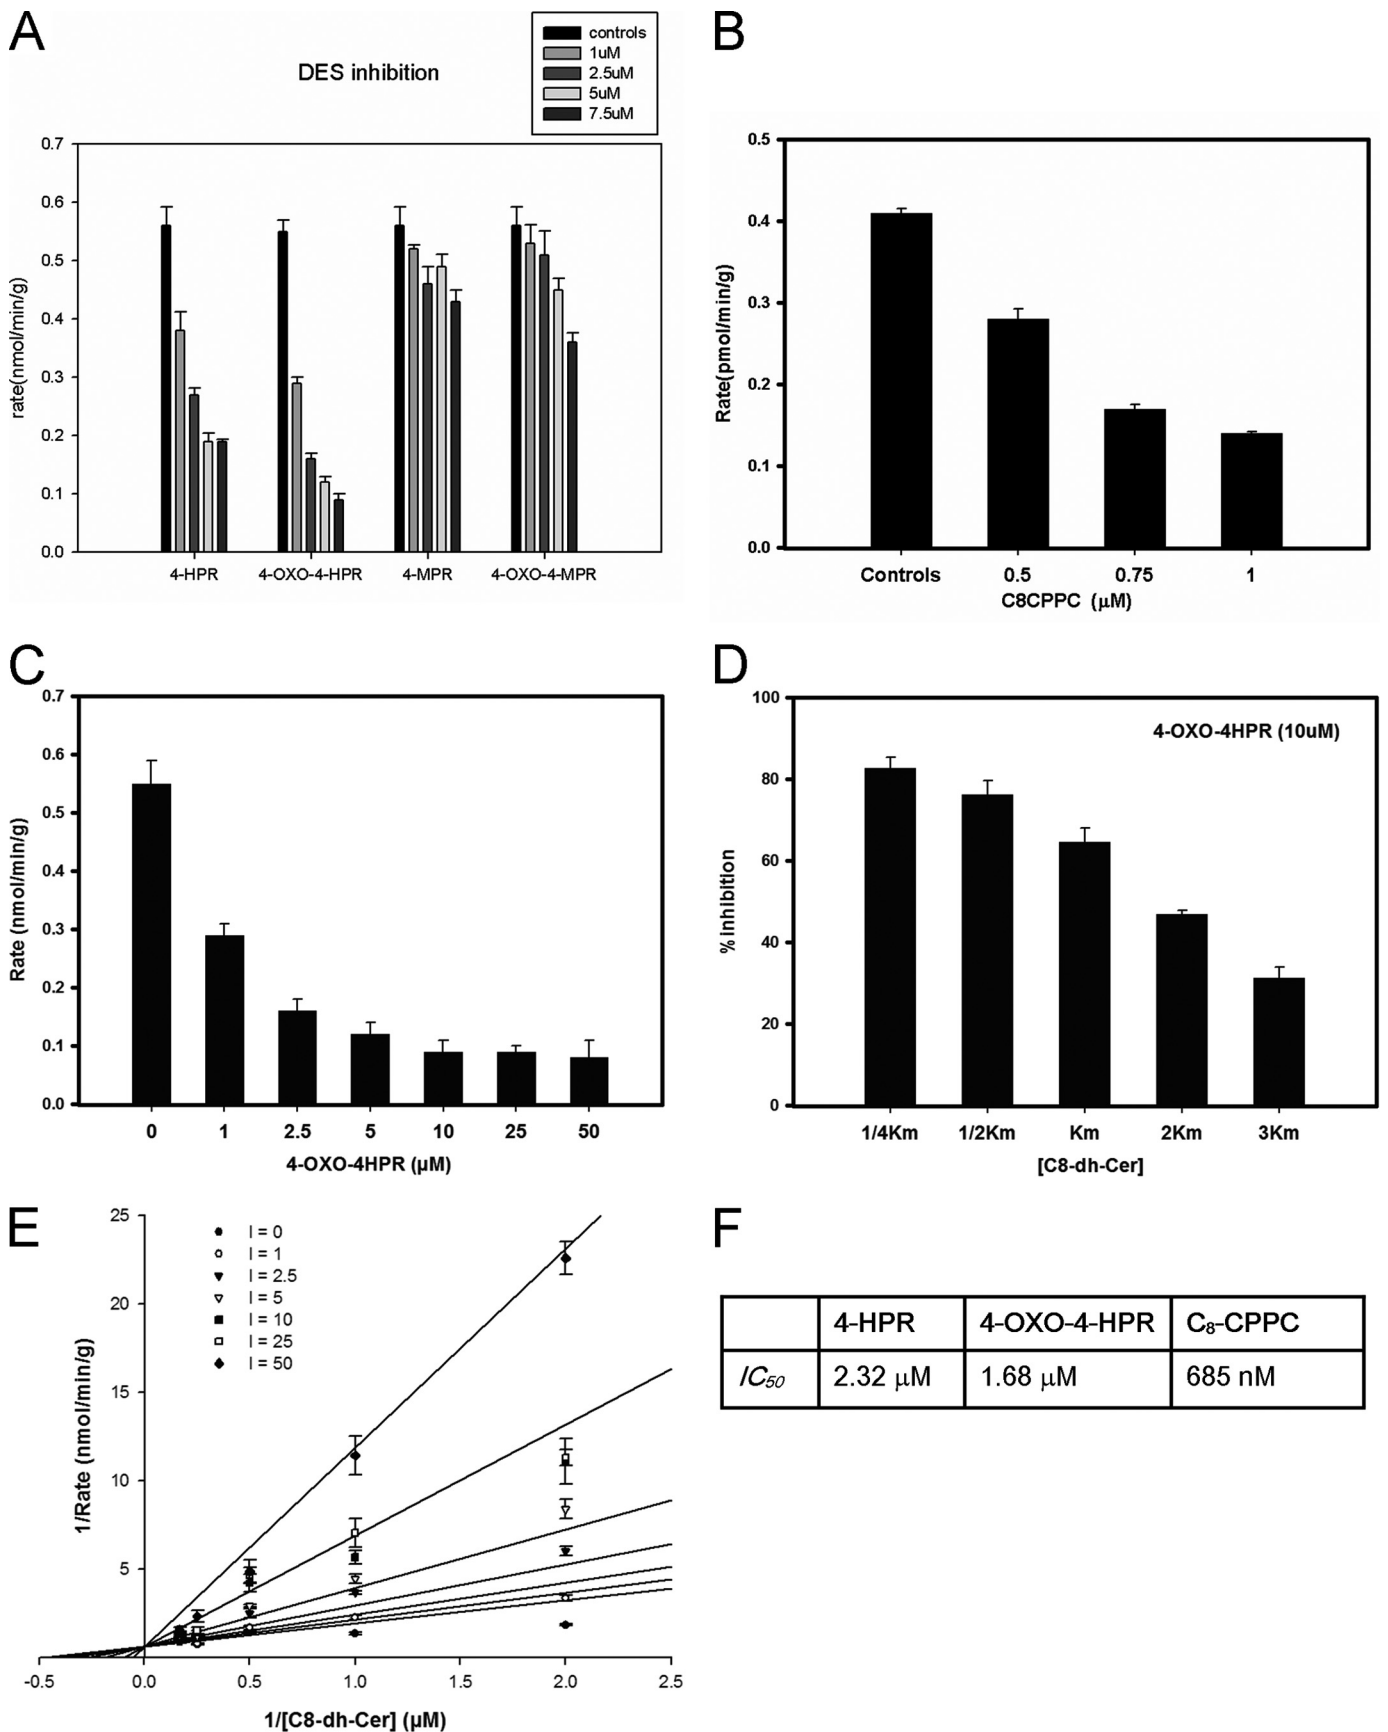 A
DES inhibition
controls
1uM
2.5uM
5uM
7.5uM
0.7
0.6
0.5
0.4
0.3
0.2
0.1
0.0
rate(nmol/min/g)
4-HPR 4-OXO-4-HPR 4-MPR 4-OXO-4-MPR
B
0.5
0.4
0.3
0.2
0.1
0.0
Rate(pmol/min/g)
Controls 0.5 0.75 1
C8CPPC (μM)
C
0.7
0.6
0.5
0.4
0.3
0.2
0.1
0.0
Rate (nmol/min/g)
0 1 2.5 5 10 25 50
4-OXO-4HPR (μM)
D
4-OXO-4HPR (10uM)
100
80
60
40
20
0
% inhibition
1/4Km 1/2Km Km 2Km 3Km
[C8-dh-Cer]
E
I = 0
I = 1
I = 2.5
I = 5
I = 10
I = 25
I = 50
25
20
15
10
5
1/Rate (nmol/min/g)
-0.5 0.0 0.5 1.0 1.5 2.0 2.5
1/[C8-dh-Cer] (μM)
F
4-HPR 4-OXO-4-HPR C₈-CPPC
IC₅₀ 2.32 μM 1.68 μM 685 nM